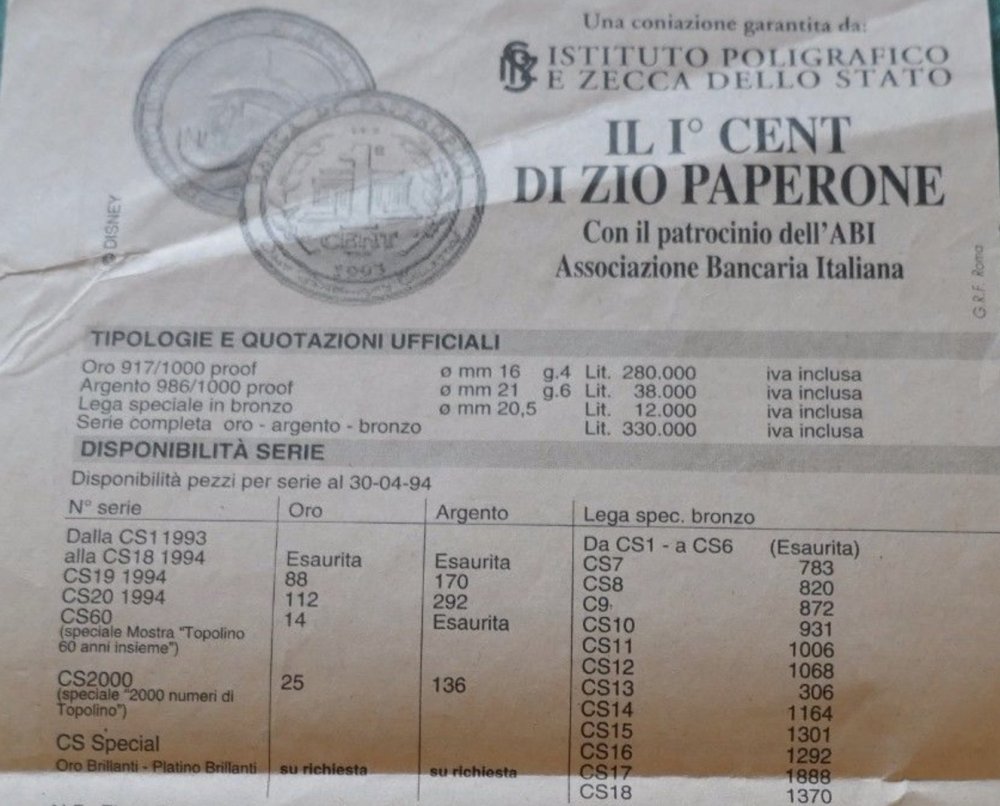 Una coniazione garantita da:
ISTITUTO POLIGRAFICO
E ZECCA DELLO STATO
IL I° CENT
DI ZIO PAPERONE
Con il patrocinio dell'ABI
Associazione Bancaria Italiana
© DISNEY
G.R.F. Roma
1
CENT
1993
TIPOLOGIE E QUOTAZIONI UFFICIALI
Oro 917/1000 proof ø mm 16 g.4 Lit. 280.000 iva inclusa
Argento 986/1000 proof ø mm 21 g.6 Lit. 38.000 iva inclusa
Lega speciale in bronzo ø mm 20,5 Lit. 12.000 iva inclusa
Serie completa oro - argento - bronzo Lit. 330.000 iva inclusa
DISPONIBILITÀ SERIE
Disponibilità pezzi per serie al 30-04-94
N° serie Oro Argento Lega spec. bronzo
Dalla CS1 1993
alla CS18 1994 Esaurita Esaurita
CS19 1994 88 170
CS20 1994 112 292
CS60 14 Esaurita
(speciale Mostra "Topolino
60 anni insieme")
CS2000 25 136
(speciale "2000 numeri di
Topolino")
CS Special
Oro Brillanti - Platino Brillanti su richiesta su richiesta
Da CS1 - a CS6 (Esaurita)
CS7 783
CS8 820
C9 872
CS10 931
CS11 1006
CS12 1068
CS13 306
CS14 1164
CS15 1301
CS16 1292
CS17 1888
CS18 1370